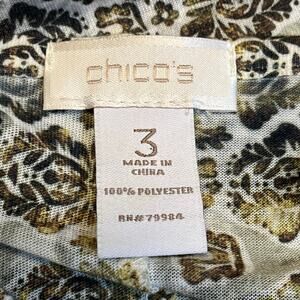 chico's
3
MADE IN
CHINA
100% POLYESTER
RN# 79984